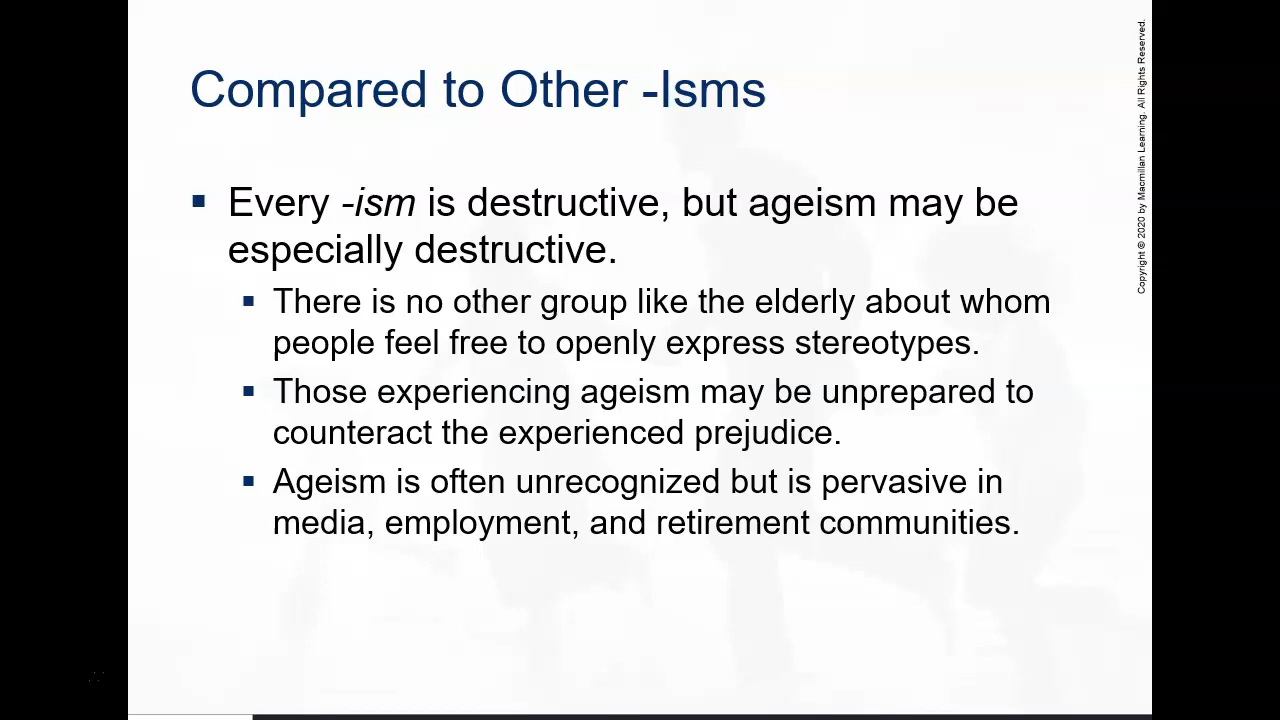 Compared to Other -Isms
▪ Every -ism is destructive, but ageism may be
especially destructive.
▪ There is no other group like the elderly about whom
people feel free to openly express stereotypes.
▪ Those experiencing ageism may be unprepared to
counteract the experienced prejudice.
▪ Ageism is often unrecognized but is pervasive in
media, employment, and retirement communities.
Copyright © 2020 by Macmillan Learning. All Rights Reserved.